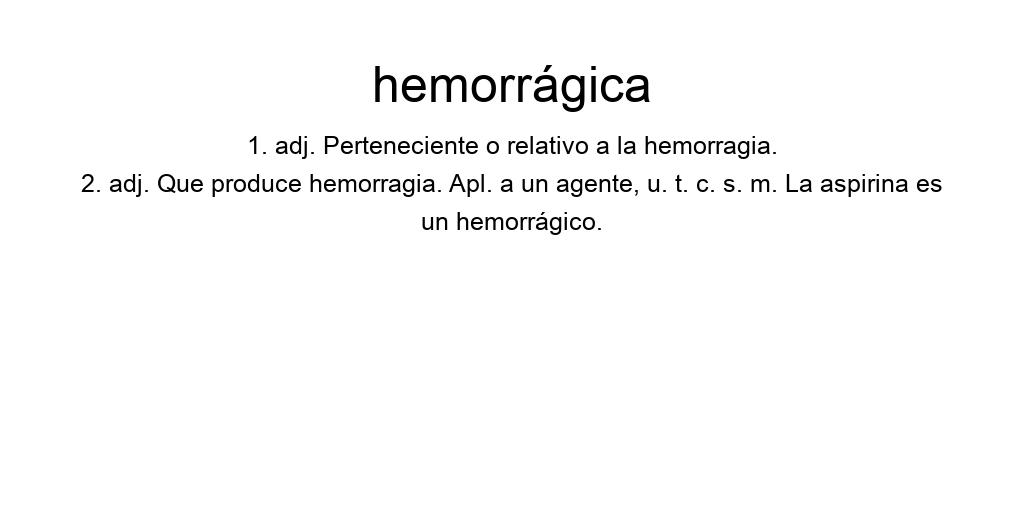 hemorrágica
1. adj. Perteneciente o relativo a la hemorragia.
2. adj. Que produce hemorragia. Apl. a un agente, u. t. c. s. m. La aspirina es
un hemorrágico.